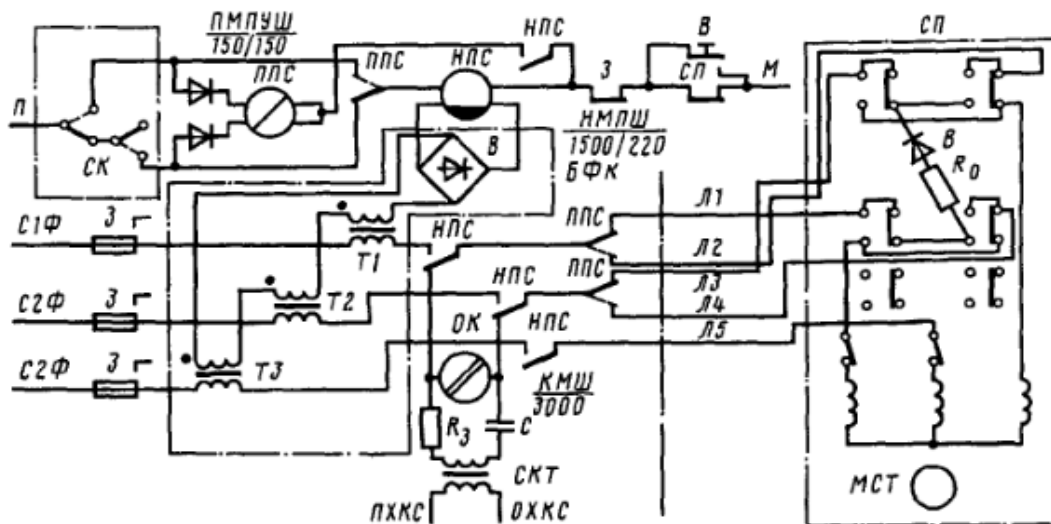 ПМПУШ
150/150
ППС
П
СК
ППС
НПС
НПС
З
В
СП
М
НМПШ
1500/220
БФК
В
СП
В
R0
С1Ф
З
Т1
НПС
ППС
Л1
Л2
С2Ф
З
Т2
НПС
ППС
Л3
Л4
С2Ф
З
Т3
ОК
НПС
Л5
КМШ
3000
R3
С
СКТ
ПХКС
ОХКС
МСТ